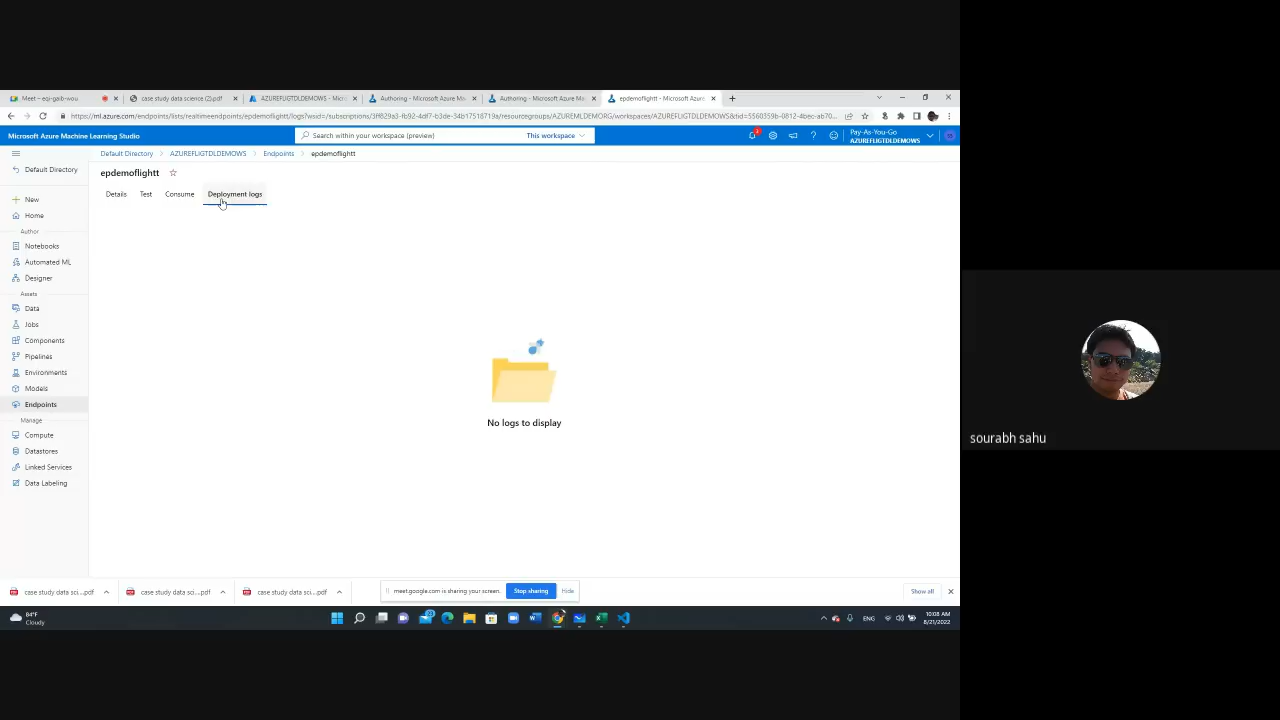 Meet – eqi-gaib-wou
case study data science (2).pdf
AZUREFLIGTDLDEMOWS - Micros
Authoring - Microsoft Azure Ma
Authoring - Microsoft Azure Ma
epdemoflightt - Microsoft Azure
Microsoft Azure Machine Learning Studio
Search within your workspace (preview)
This workspace
Pay-As-You-Go
AZUREFLIGTDLDEMOWS
Default Directory
AZUREFLIGTDLDEMOWS
Endpoints
epdemoflightt
Default Directory
epdemoflightt
Details
Test
Consume
Deployment logs
New
Home
Author
Notebooks
Automated ML
Designer
Assets
Data
Jobs
Components
Pipelines
Environments
Models
Endpoints
Manage
Compute
Datastores
Linked Services
Data Labeling
No logs to display
sourabh sahu
case study data sci....pdf
case study data sci....pdf
case study data sci....pdf
meet.google.com is sharing your screen.
Stop sharing
Hide
Show all
84°F
Cloudy
ENG
10:08 AM
8/21/2022